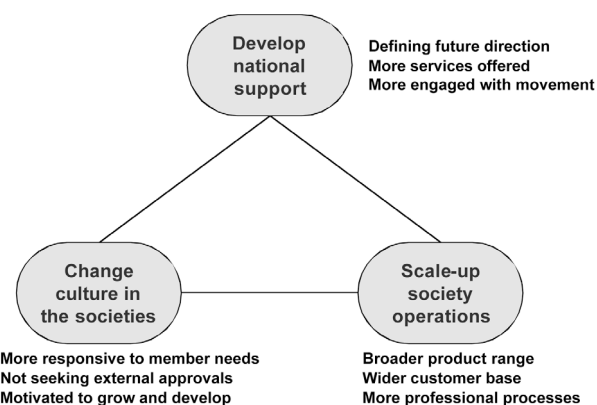 Develop
national
support
Defining future direction
More services offered
More engaged with movement
Change
culture in
the societies
Scale-up
society
operations
More responsive to member needs
Not seeking external approvals
Motivated to grow and develop
Broader product range
Wider customer base
More professional processes